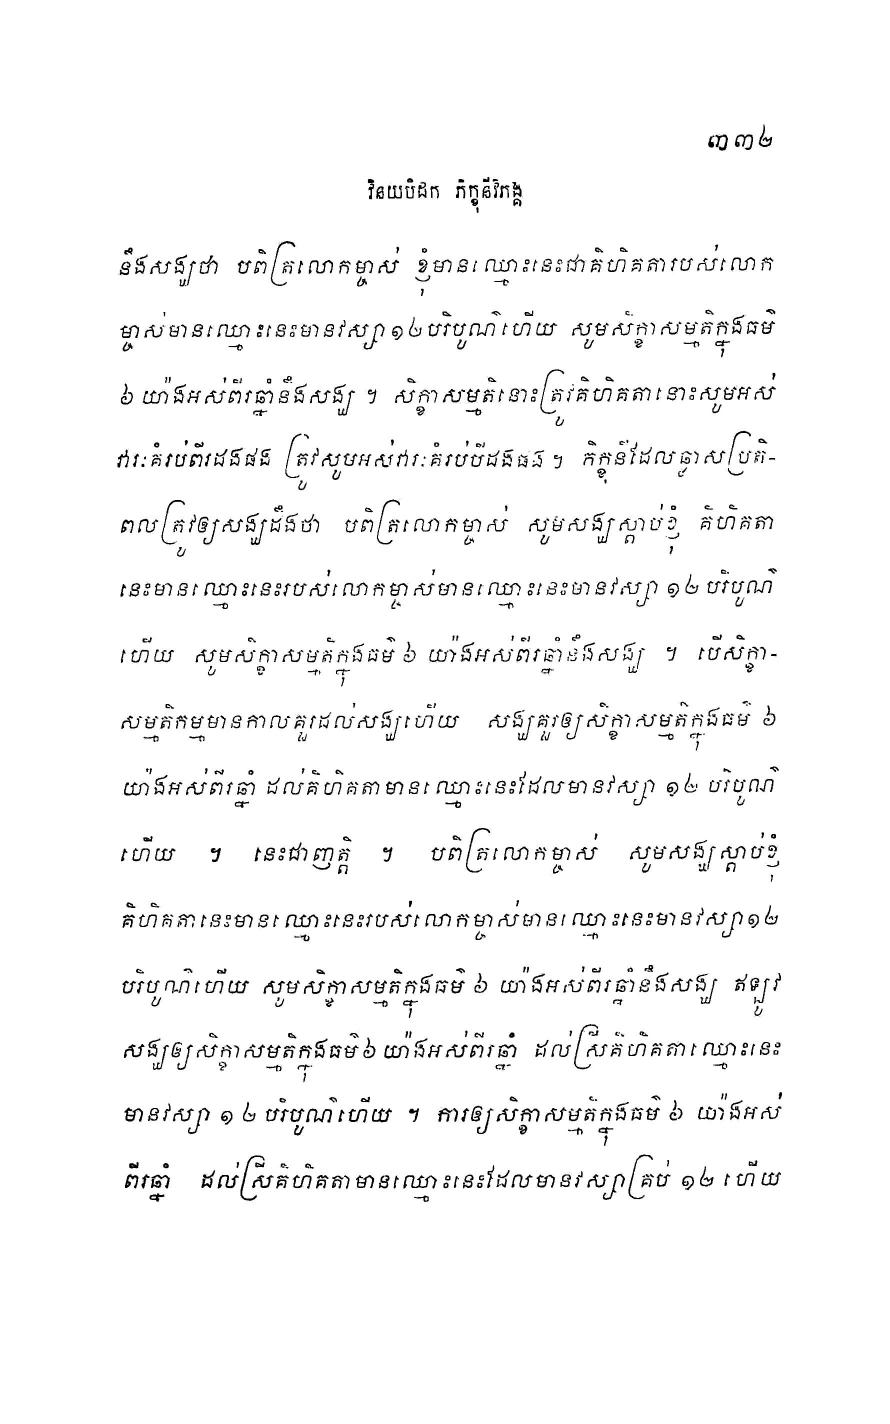 ៣៣២
វិនយបិដក ភិក្ខុនីវិភង្គ
នឹងសង្ឃថា បពិត្រលោកម្ចាស់ ខ្ញុំមានឈ្មោះនេះជាគិហិគតារបស់លោក
ម្ចាស់មានឈ្មោះនេះមានវស្សា១២បរិបូណ៌ហើយ សូមសិក្ខាសម្មតិក្នុងធម៌
៦ យ៉ាងអស់ពីរឆ្នាំនឹងសង្ឃ ។ សិក្ខាសម្មតិនោះត្រូវគិហិគតានោះសូមអស់
វារៈគំរប់ពីរដងផង ត្រូវសូមអស់វារៈគំរប់បីដងផង ។ ភិក្ខុនីដែលឆ្លាសប្រតិ-
ពលត្រូវឲ្យសង្ឃដឹងថា បពិត្រលោកម្ចាស់ សូមសង្ឃស្តាប់ខ្ញុំ គិហិគតា
នេះមានឈ្មោះនេះរបស់លោកម្ចាស់មានឈ្មោះនេះមានវស្សា ១២ បរិបូណ៌
ហើយ សូមសិក្ខាសម្មតិក្នុងធម៌ ៦ យ៉ាងអស់ពីរឆ្នាំនឹងសង្ឃ ។ បើសិក្ខា-
សម្មតិកម្មមានកាលគួរដល់សង្ឃហើយ សង្ឃគួរឲ្យសិក្ខាសម្មតិក្នុងធម៌ ៦
យ៉ាងអស់ពីរឆ្នាំ ដល់គិហិគតាមានឈ្មោះនេះដែលមានវស្សា ១២ បរិបូណ៌
ហើយ ។ នេះជាញត្តិ ។ បពិត្រលោកម្ចាស់ សូមសង្ឃស្តាប់ខ្ញុំ
គិហិគតានេះមានឈ្មោះនេះរបស់លោកម្ចាស់មានឈ្មោះនេះមានវស្សា១២
បរិបូណ៌ហើយ សូមសិក្ខាសម្មតិក្នុងធម៌ ៦ យ៉ាងអស់ពីរឆ្នាំនឹងសង្ឃ ឥឡូវ
សង្ឃឲ្យសិក្ខាសម្មតិក្នុងធម៌៦ យ៉ាងអស់ពីរឆ្នាំ ដល់ស្រីគិហិគតាឈ្មោះនេះ
មានវស្សា ១២ បរិបូណ៌ហើយ ។ ការឲ្យសិក្ខាសម្មតិក្នុងធម៌ ៦ យ៉ាងអស់
ពីរឆ្នាំ ដល់ស្រីគិហិគតាមានឈ្មោះនេះដែលមានវស្សាគ្រប់ ១២ ហើយ